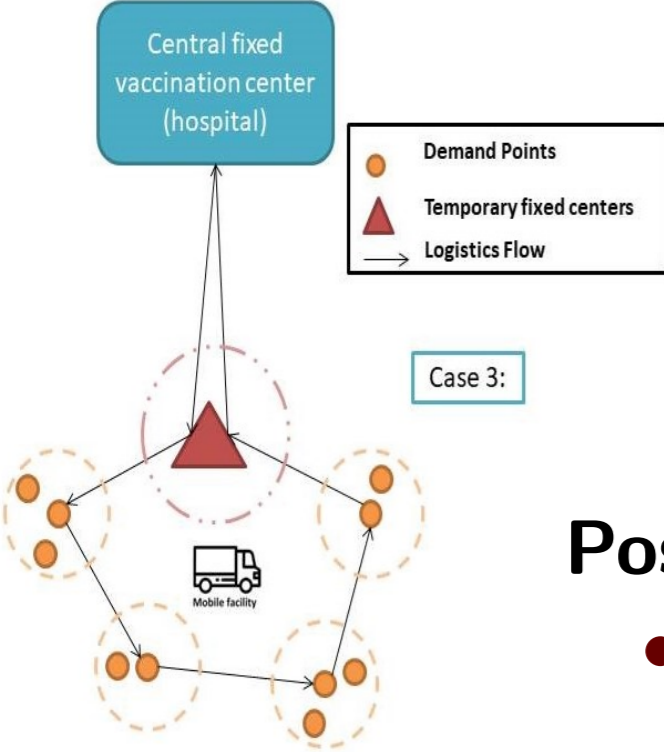 Central fixed
vaccination center
(hospital)
Demand Points
Temporary fixed centers
Logistics Flow
Case 3:
Mobile facility
Pos